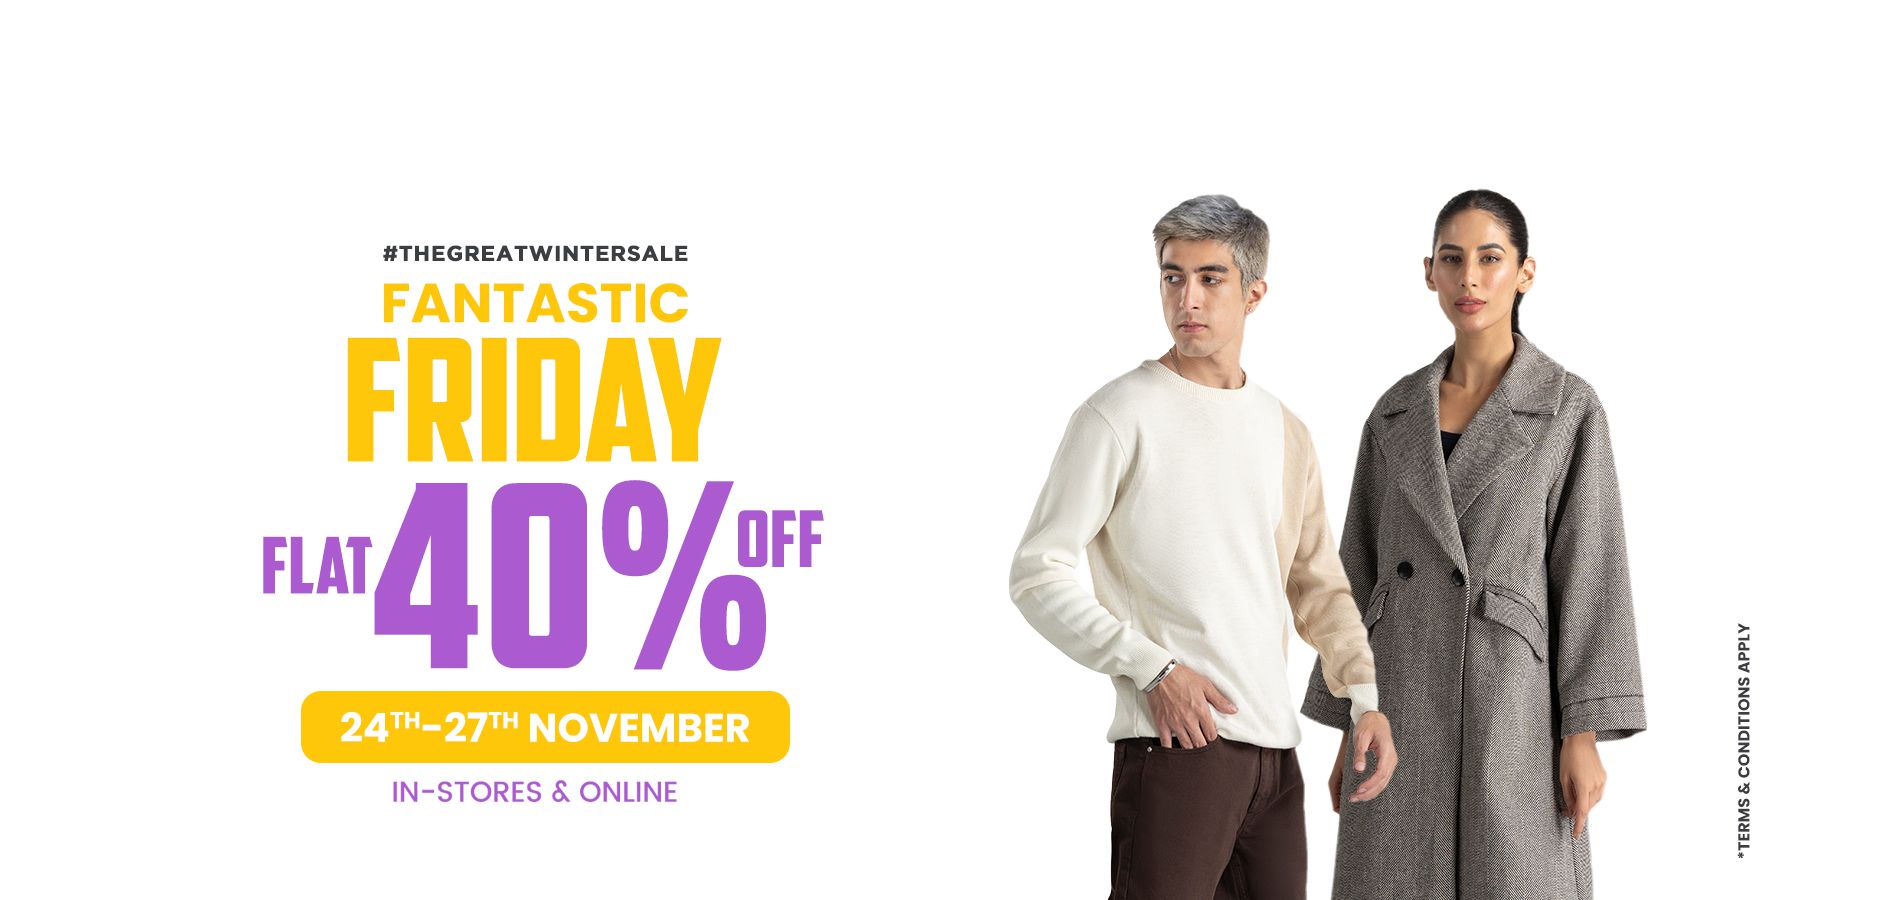 #THEGREATWINTERSALE
FANTASTIC
FRIDAY
FLAT 40% OFF
24TH-27TH NOVEMBER
IN-STORES & ONLINE
*TERMS & CONDITIONS APPLY